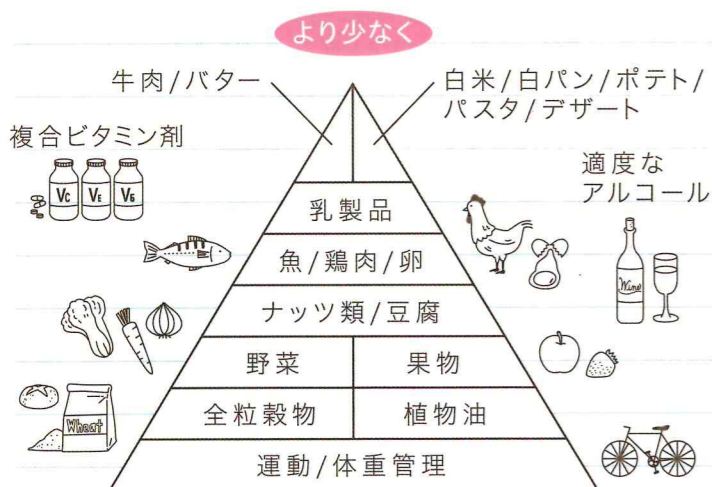 より少なく
牛肉/バター
白米/白パン/ポテト/
パスタ/デザート
複合ビタミン剤
適度な
アルコール
Vc VE V6
乳製品
魚/鶏肉/卵
Wine
ナッツ類/豆腐
野菜 果物
全粒穀物 植物油
Wheat
運動/体重管理